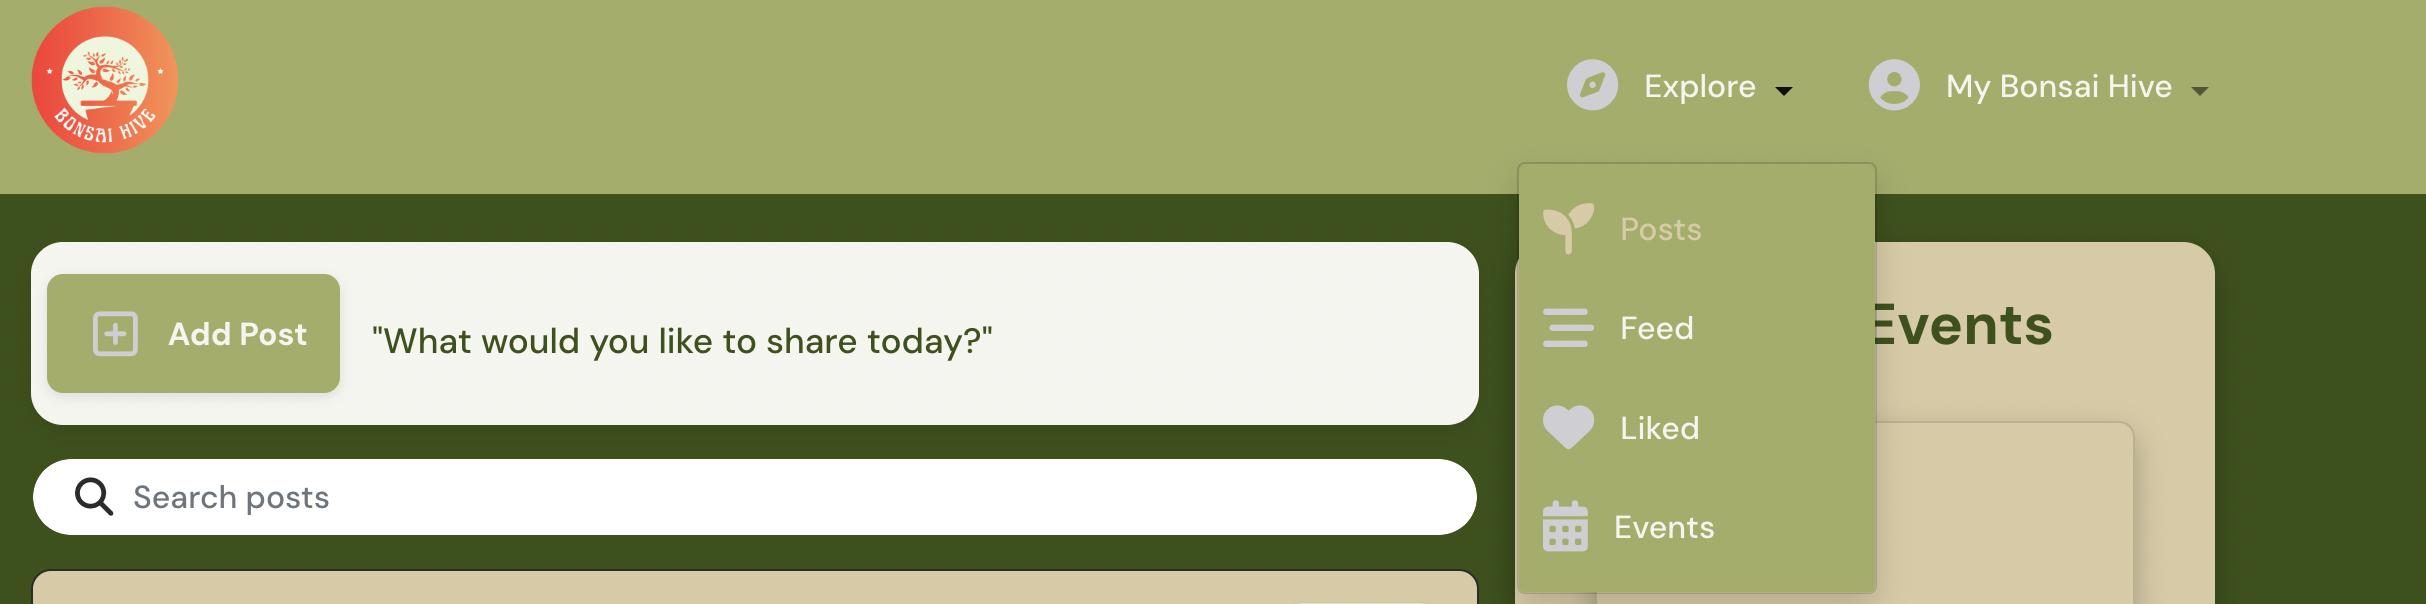 BONSAI HIVE
Explore
My Bonsai Hive
Posts
Feed
Liked
Events
Add Post
"What would you like to share today?"
Search posts
Events